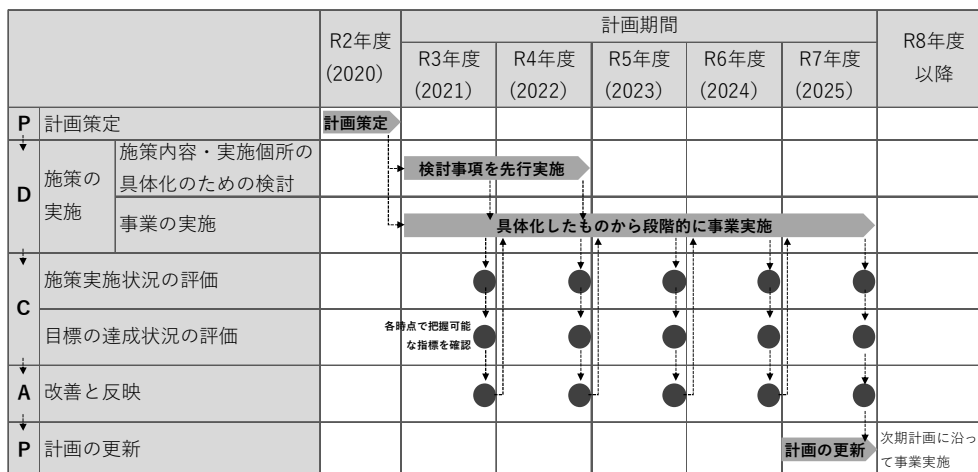 R2年度
(2020)
計画期間
R8年度
以降
R3年度
(2021)
R4年度
(2022)
R5年度
(2023)
R6年度
(2024)
R7年度
(2025)
P
計画策定
計画策定
D
施策の
実施
施策内容・実施個所の
具体化のための検討
検討事項を先行実施
事業の実施
具体化したものから段階的に事業実施
C
施策実施状況の評価
目標の達成状況の評価
各時点で把握可能
な指標を確認
A
改善と反映
P
計画の更新
計画の更新
次期計画に沿っ
て事業実施